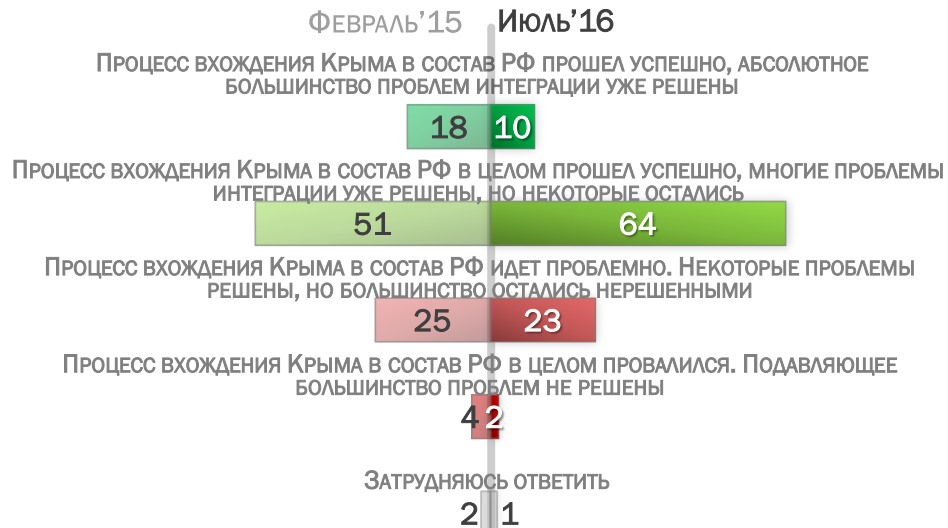 Февраль’15 Июль’16
Процесс вхождения Крыма в состав РФ прошел успешно, абсолютное
большинство проблем интеграции уже решены
18 10
Процесс вхождения Крыма в состав РФ в целом прошел успешно, многие проблемы
интеграции уже решены, но некоторые остались
51 64
Процесс вхождения Крыма в состав РФ идет проблемно. Некоторые проблемы
решены, но большинство остались нерешенными
25 23
Процесс вхождения Крыма в состав РФ в целом провалился. Подавляющее
большинство проблем не решены
4 2
Затрудняюсь ответить
2 1